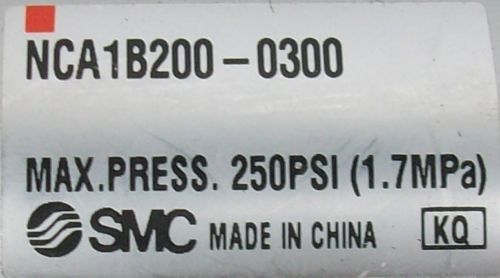 NCA1B200-0300
MAX.PRESS. 250PSI (1.7MPa)
SMC MADE IN CHINA KQ